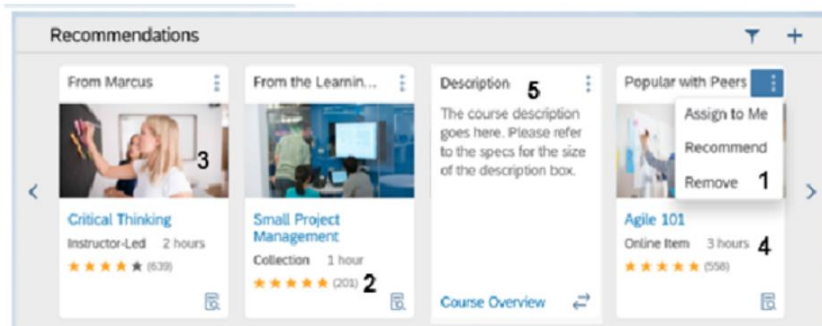 Recommendations
From Marcus
3
Critical Thinking
Instructor-Led 2 hours
(639)
From the Learnin...
Small Project
Management
Collection 1 hour
(201) 2
Description 5
The course description
goes here. Please refer
to the specs for the size
of the description box.
Course Overview
Popular with Peers
Assign to Me
Recommend
Remove 1
Agile 101
Online Item 3 hours 4
(558)